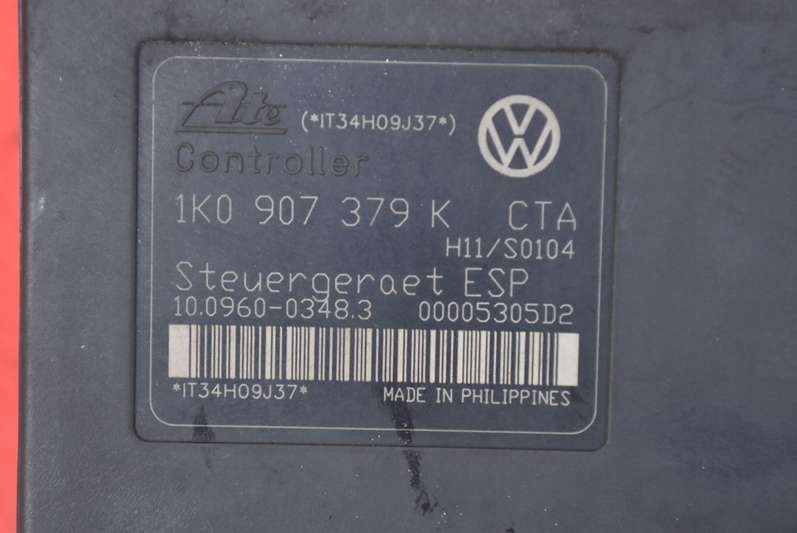 Ate (*IT34H09J37*)
Controller
1K0 907 379 K CTA
H11/S0104
Steuergeraet ESP
10.0960-0348.3 00005305D2
*IT34H09J37* MADE IN PHILIPPINES